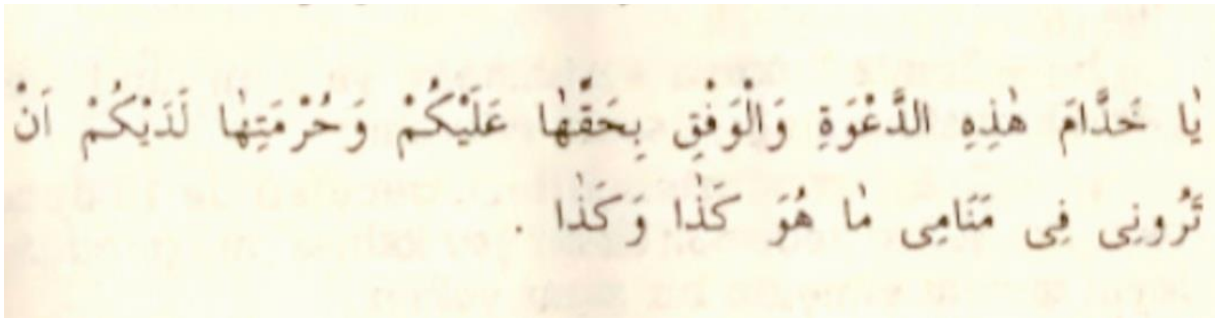 يٰا خَدَّامَ هٰذِهِ الدَّعْوَةِ وَالْوَفْقِ بِحَقِّهٰا عَلَيْكُمْ وَحُرْمَتِهٰا لَدَيْكُمْ اَنْ
تَرُونِى فِى مَنَامِى مٰا هُوَ كَذٰا وَكَذٰا .